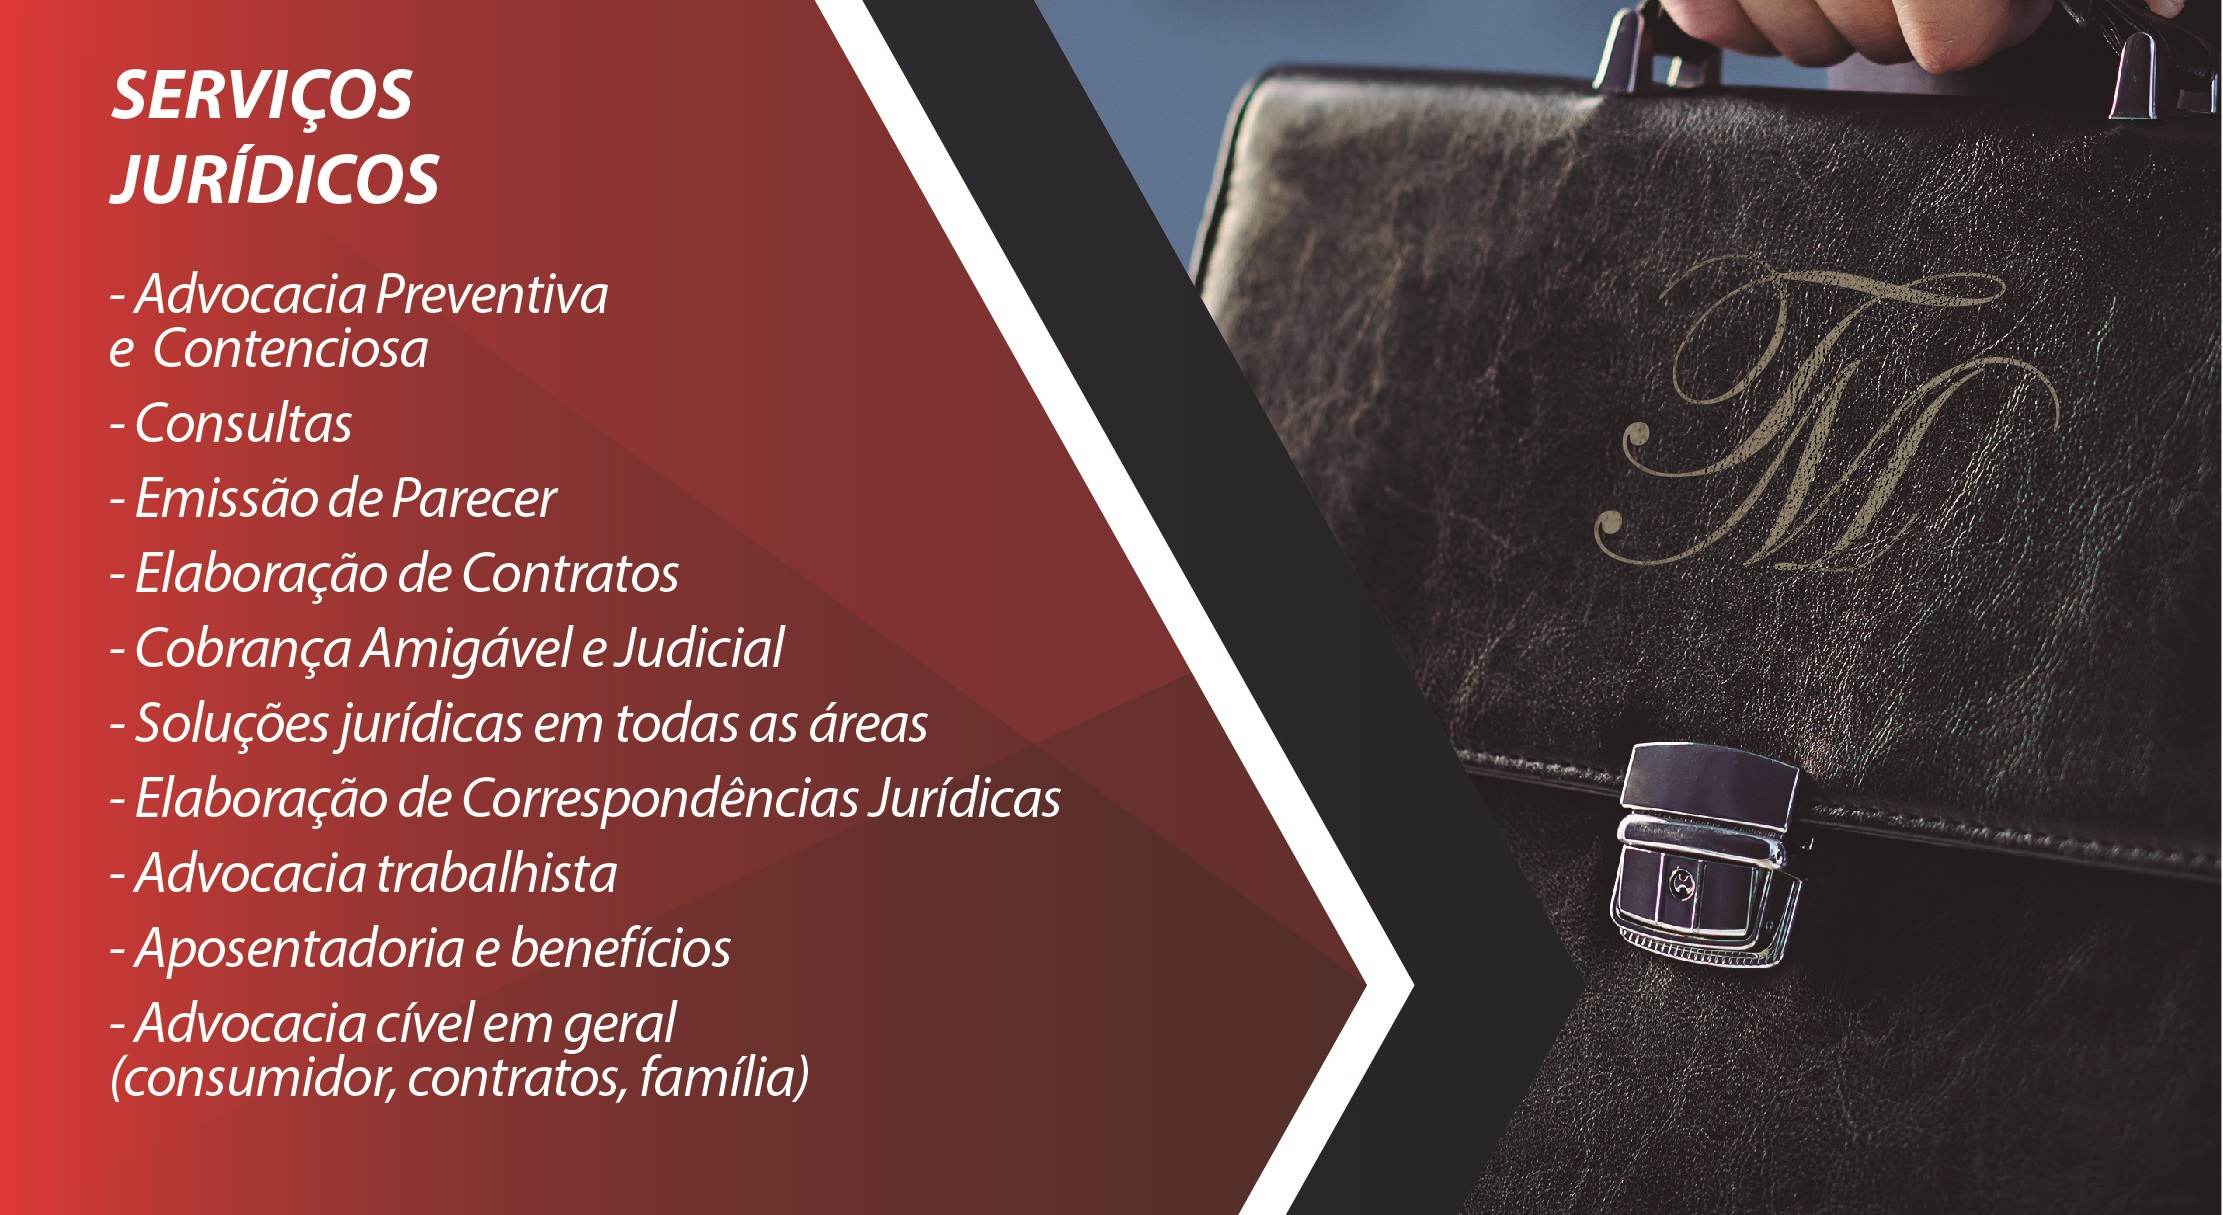 SERVIÇOS
JURÍDICOS
- Advocacia Preventiva
e Contenciosa
- Consultas
- Emissão de Parecer
- Elaboração de Contratos
- Cobrança Amigável e Judicial
- Soluções jurídicas em todas as áreas
- Elaboração de Correspondências Jurídicas
- Advocacia trabalhista
- Aposentadoria e benefícios
- Advocacia cível em geral
(consumidor, contratos, família)
TM